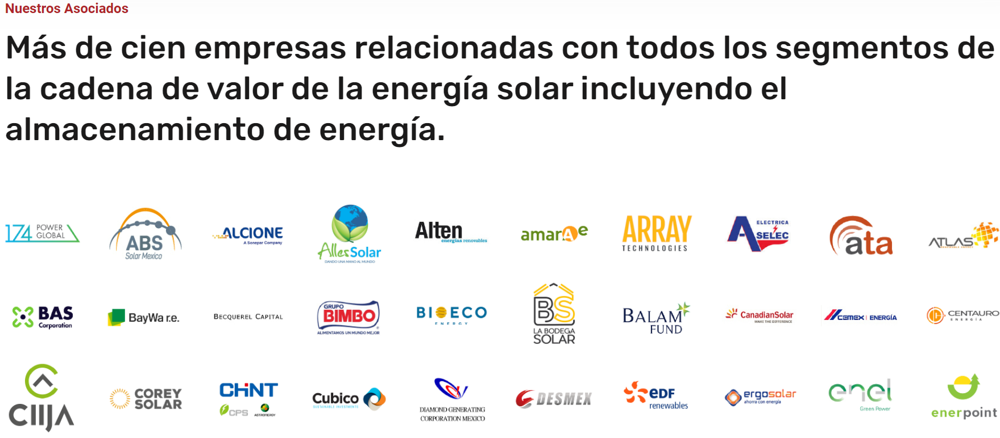 Nuestros Asociados
Más de cien empresas relacionadas con todos los segmentos de
la cadena de valor de la energía solar incluyendo el
almacenamiento de energía.
174 POWER GLOBAL
ABS
Solar Mexico
ALCIONE
A Sonepar Company
Alles Solar
DANDO UNA MANO AL MUNDO
Alten
energías renovables
amarAe
ARRAY
TECHNOLOGIES
ELECTRICA
ASELEC
ata
ATLAS
RENEWABLE ENERGY
BAS
Corporation
BayWa r.e.
BECQUEREL CAPITAL
GRUPO
BIMBO
®
ALIMENTAMOS UN MUNDO MEJOR
BIOECO
ENERGY
BS
LA BODEGA
SOLAR
BALAM
FUND
CanadianSolar
MAKE THE DIFFERENCE
CEMEX | ENERGÍA
CENTAURO
ENERGÍA
CIIJA
COREY
SOLAR
CHiNT
CPS
ASTRONERGY
Cubico
SUSTAINABLE INVESTMENTS
DIAMOND GENERATING
CORPORATION MEXICO
DESMEX
eDF
renewables
ergosolar
ahorra con energía
enel
Green Power
enerpoint